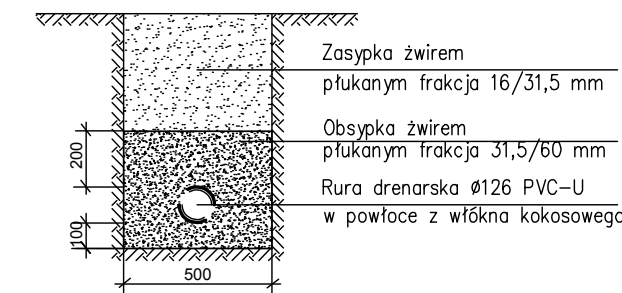 Zasypka żwirem
płukanym frakcja 16/31,5 mm
Obsypka żwirem
płukanym frakcja 31,5/60 mm
Rura drenarska ø126 PVC-U
w powłoce z włókna kokosowego
200
100
500